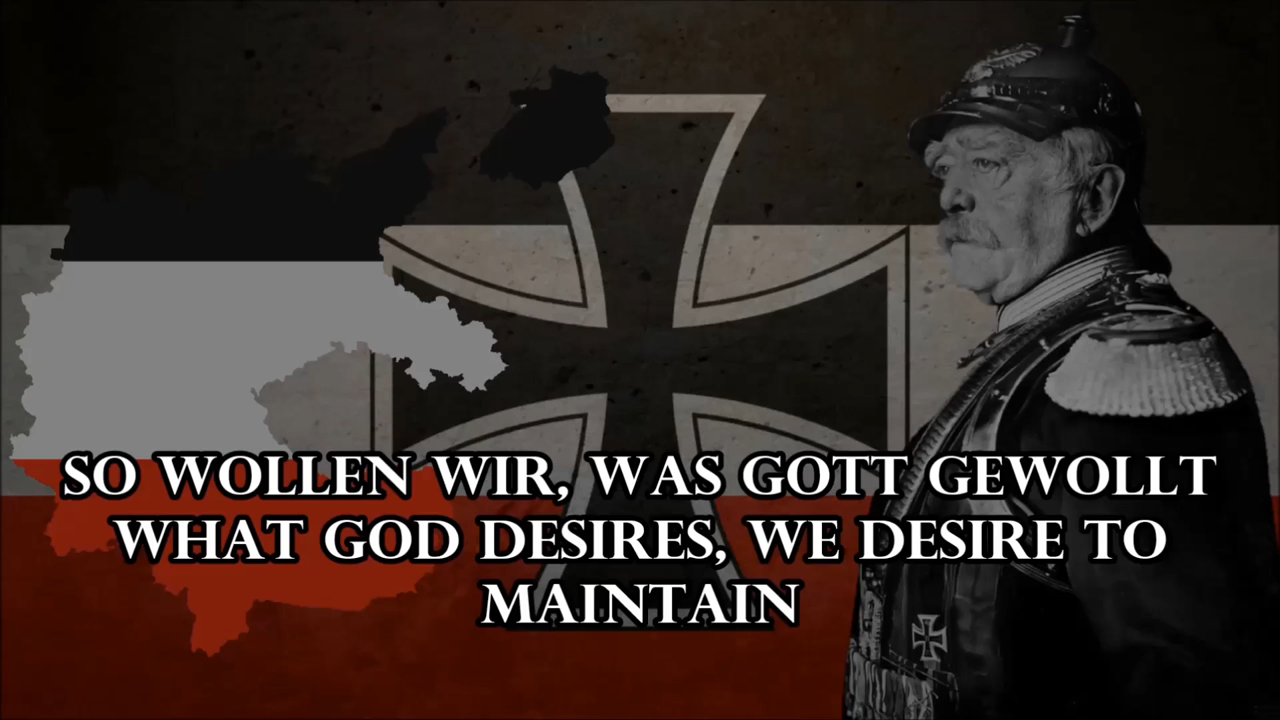 SO WOLLEN WIR, WAS GOTT GEWOLLT
WHAT GOD DESIRES, WE DESIRE TO
MAINTAIN